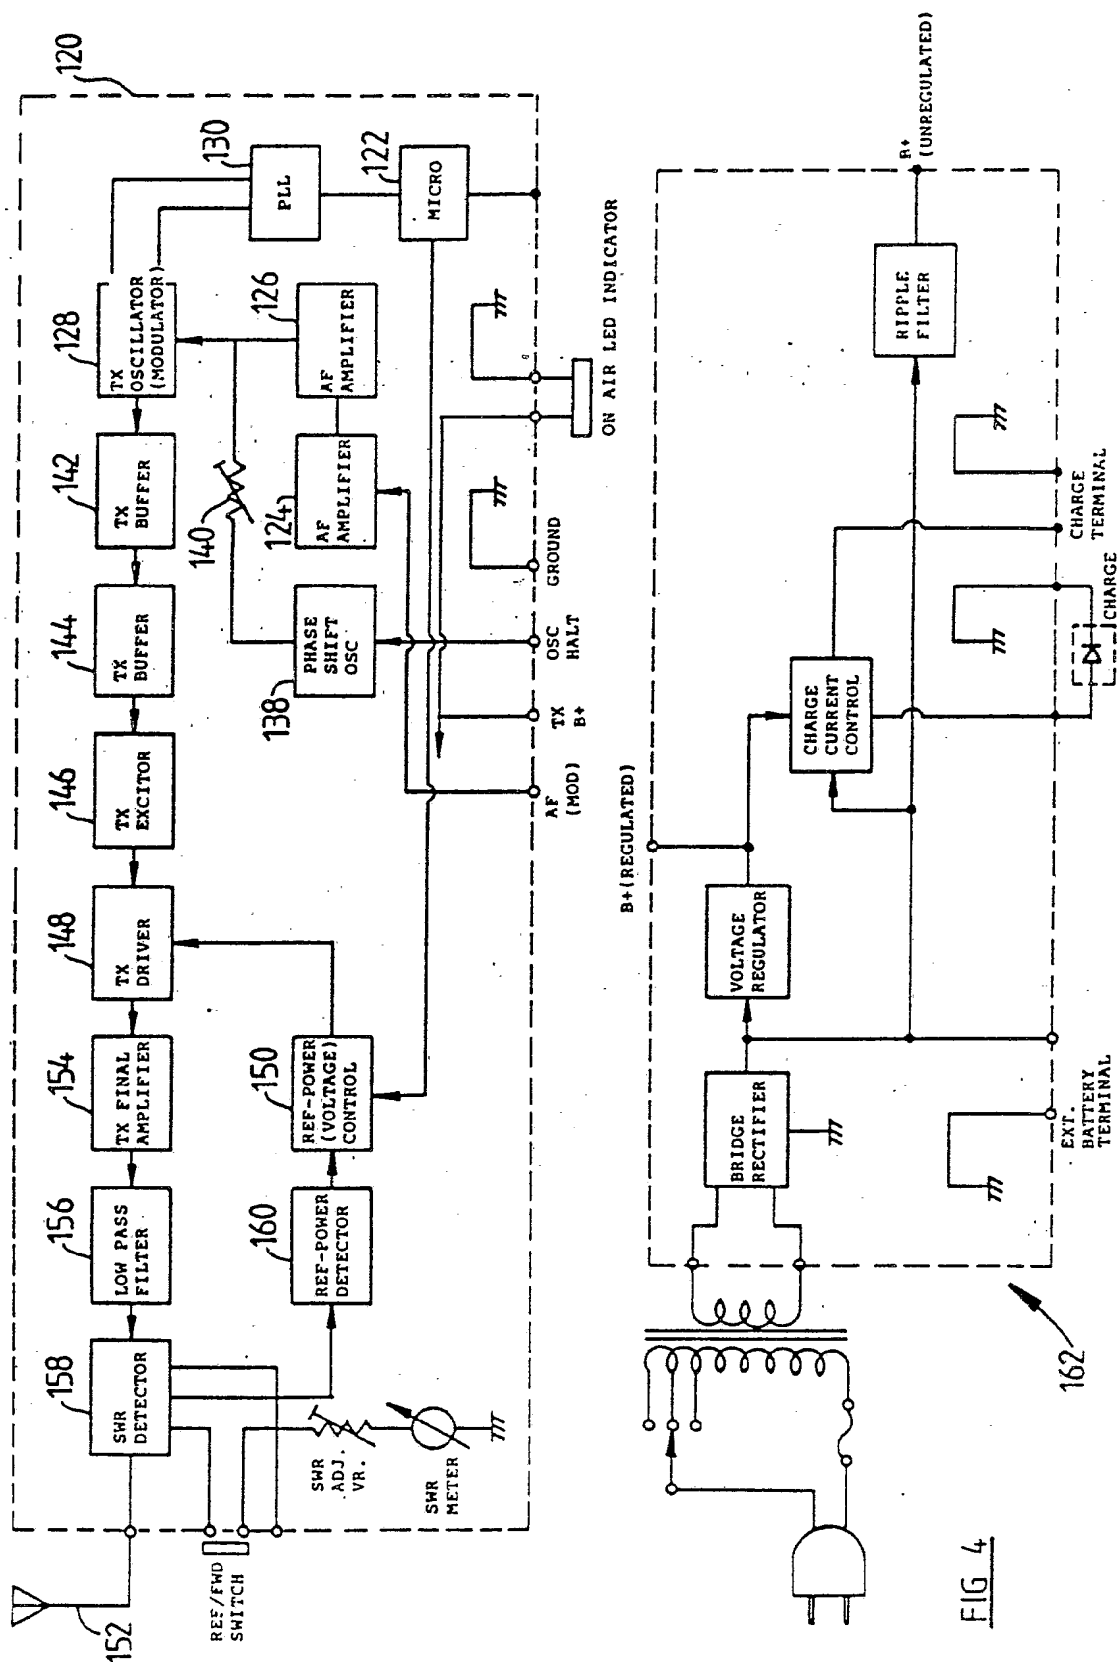 120
130
PLL
122
MICRO
128
TX
OSCILLATOR
(MODULATOR)
126
AF AMPLIFIER
142
TX
BUFFER
140
124
AF
AMPLIFIER
144
TX
BUFFER
138
PHASE
SHIFT
OSC
146
TX
EXCITOR
148
TX
DRIVER
154
TX FINAL
AMPLIFIER
150
REF-POWER
(VOLTAGE)
CONTROL
156
LOW PASS
FILTER
160
REF-POWER
DETECTOR
158
SWR
DETECTOR
SWR
ADJ.
VR.
SWR
METER
152
REF/FWD
SWITCH
ON AIR LED INDICATOR
GROUND
OSC
HALT
TX
B+
AF
(MOD)
B+
(UNREGULATED)
RIPPLE
FILTER
CHARGE
TERMINAL
CHARGE
CHARGE
CURRENT
CONTROL
B+(REGULATED)
VOLTAGE
REGULATOR
BRIDGE
RECTIFIER
EXT.
BATTERY
TERMINAL
162
FIG 4